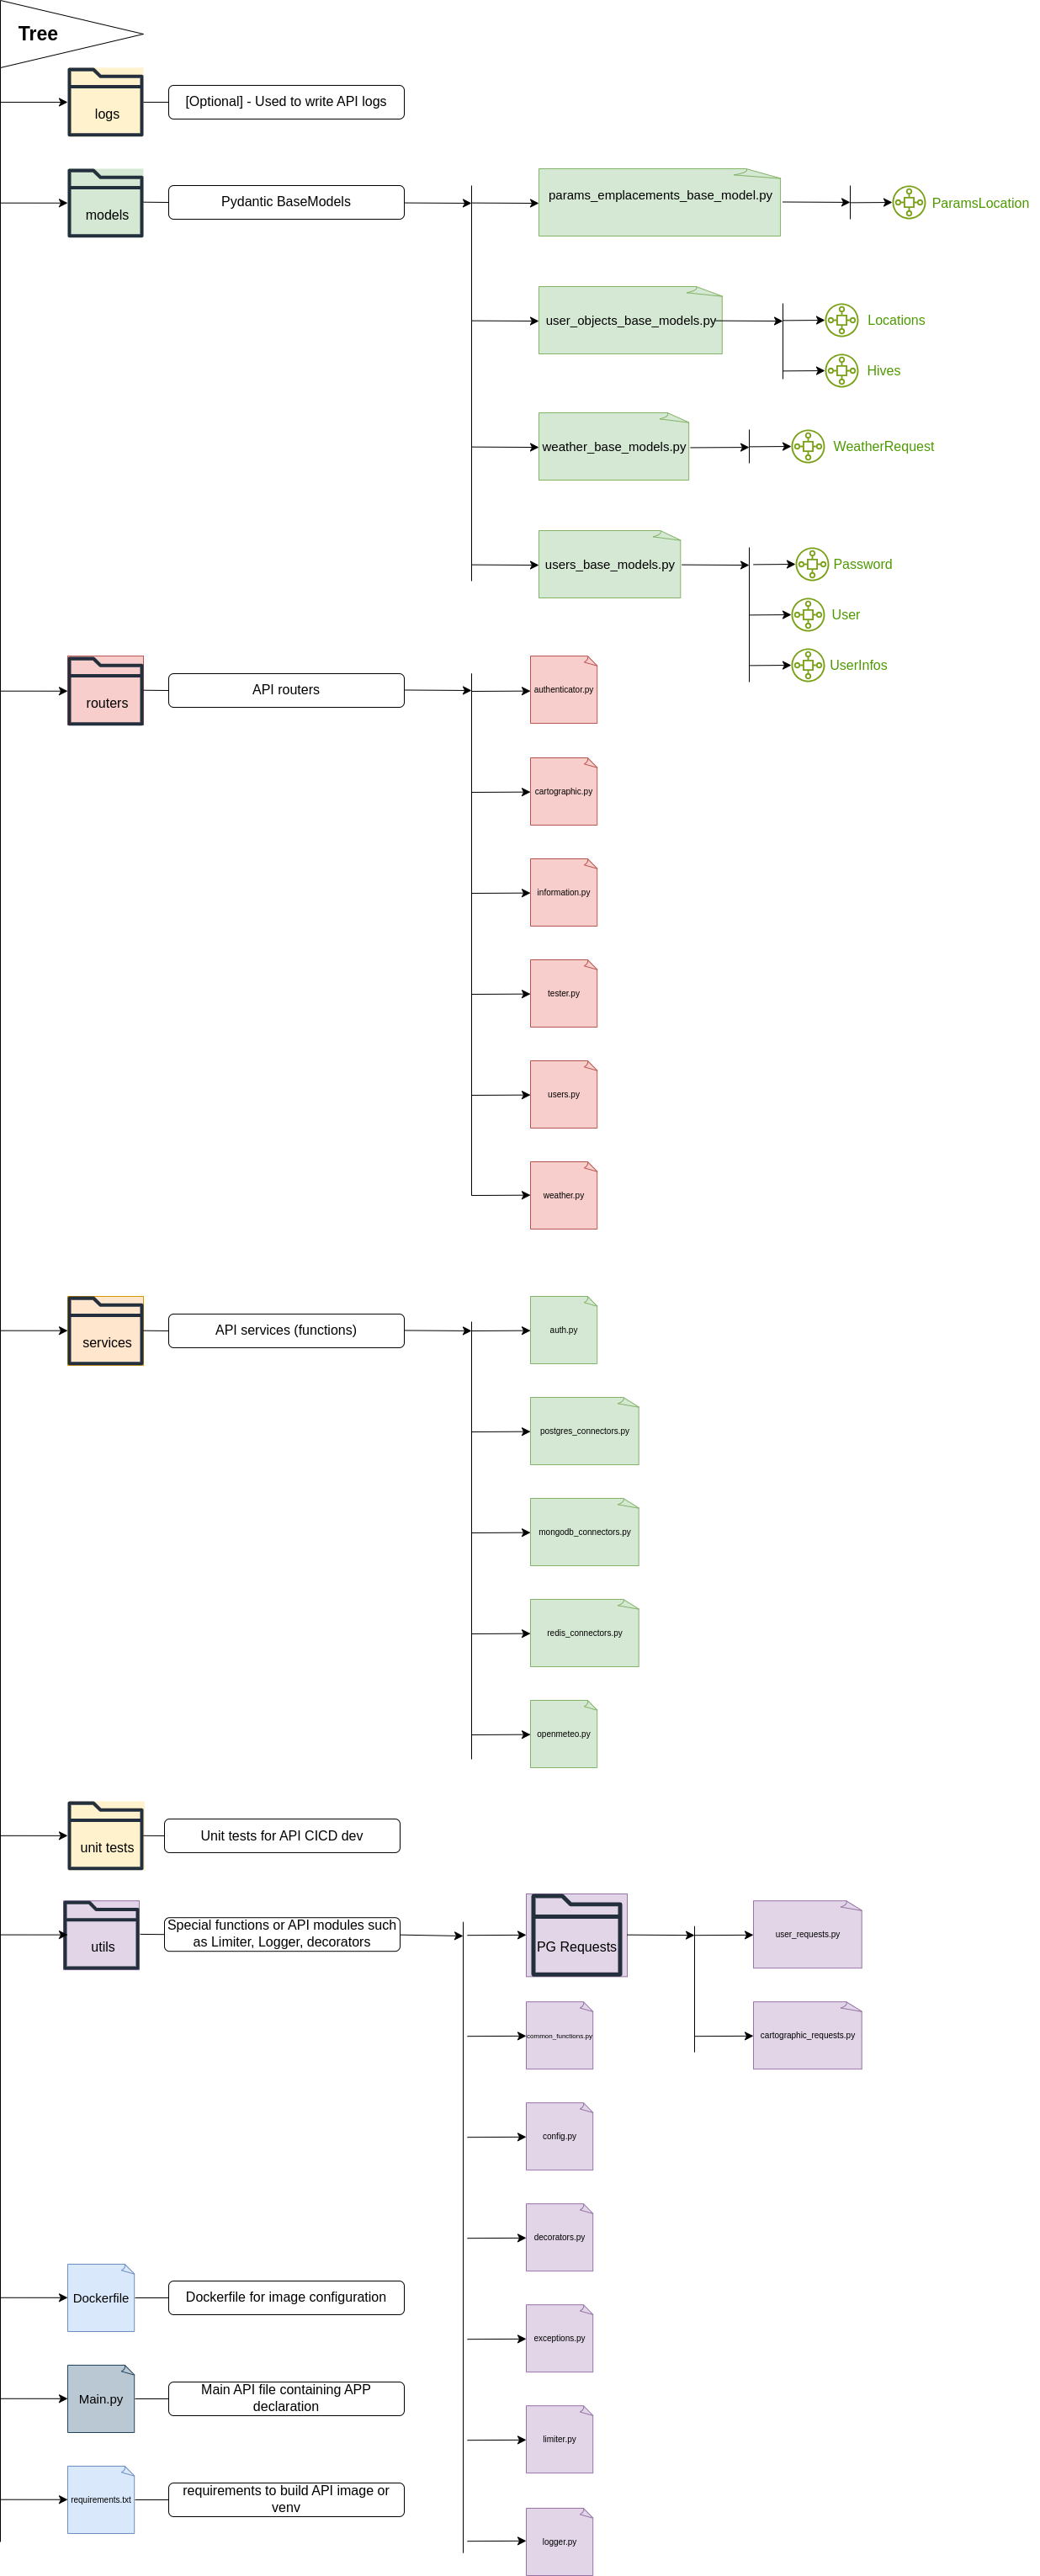 Tree
logs
[Optional] - Used to write API logs
models
Pydantic BaseModels
params_emplacements_base_model.py
ParamsLocation
user_objects_base_models.py
Locations
Hives
weather_base_models.py
WeatherRequest
users_base_models.py
Password
User
UserInfos
routers
API routers
authenticator.py
cartographic.py
information.py
tester.py
users.py
weather.py
services
API services (functions)
auth.py
postgres_connectors.py
mongodb_connectors.py
redis_connectors.py
openmeteo.py
unit tests
Unit tests for API CICD dev
utils
Special functions or API modules such
as Limiter, Logger, decorators
PG Requests
user_requests.py
cartographic_requests.py
common_functions.py
config.py
decorators.py
exceptions.py
limiter.py
logger.py
Dockerfile
Dockerfile for image configuration
Main.py
Main API file containing APP
declaration
requirements.txt
requirements to build API image or
venv